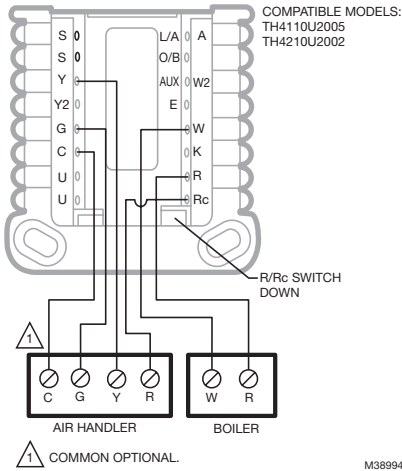 COMPATIBLE MODELS:
TH4110U2005
TH4210U2002
S
S
Y
Y2
G
C
U
U
L/A A
O/B
AUX W2
E
W
K
R
Rc
R/Rc SWITCH
DOWN
1
C G Y R
W R
AIR HANDLER
BOILER
1 COMMON OPTIONAL.
M38994